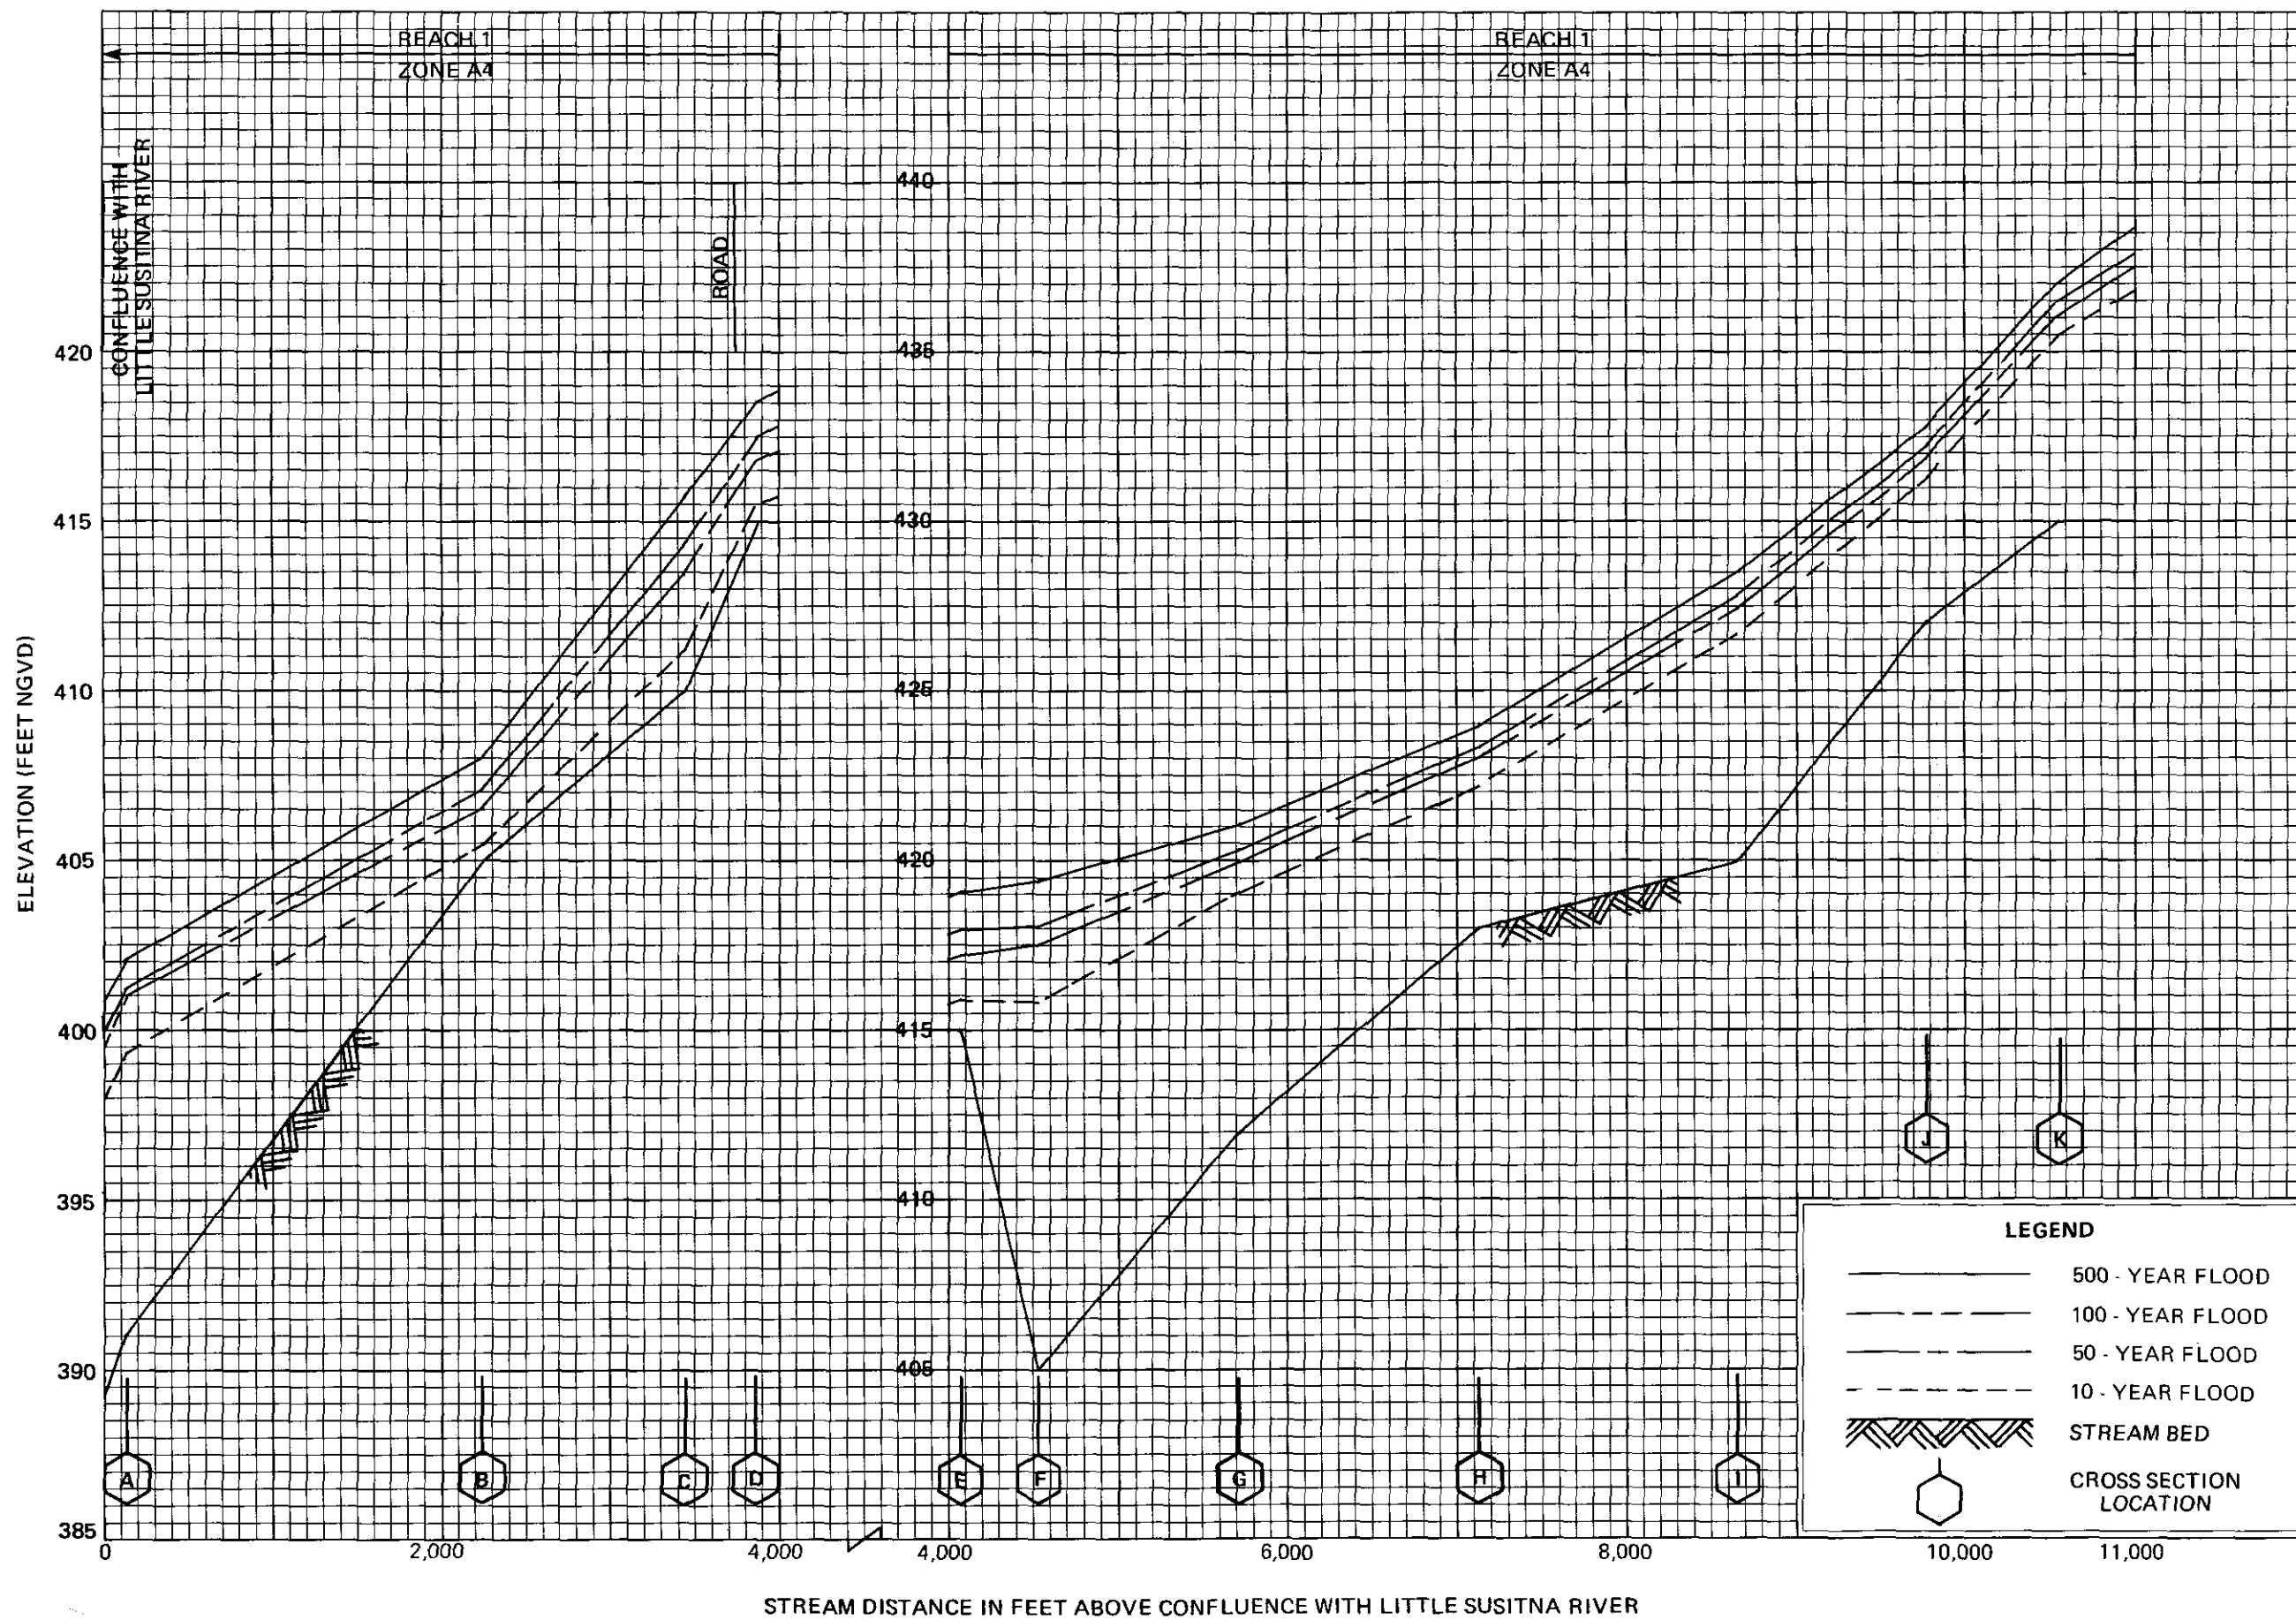 REACH 1
ZONE A4
REACH 1
ZONE A4
CONFLUENCE WITH
LITTLE SUSITNA RIVER
ROAD
ELEVATION (FEET NGVD)
420
415
410
405
400
395
390
385
440
435
430
425
420
415
410
405
A
B
C
D
E
F
G
H
I
J
K
LEGEND
500 - YEAR FLOOD
100 - YEAR FLOOD
50 - YEAR FLOOD
10 - YEAR FLOOD
STREAM BED
CROSS SECTION
LOCATION
0
2,000
4,000
4,000
6,000
8,000
10,000
11,000
STREAM DISTANCE IN FEET ABOVE CONFLUENCE WITH LITTLE SUSITNA RIVER